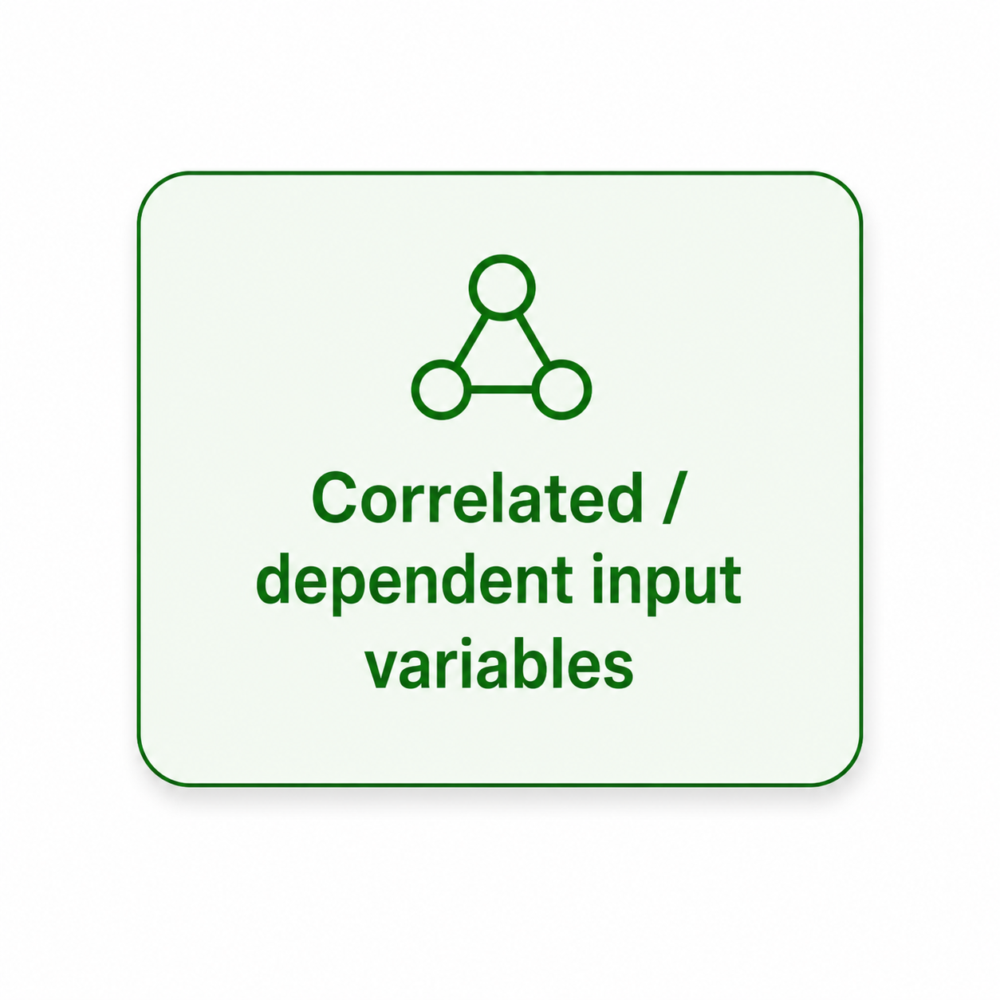 Correlated /
dependent input
variables